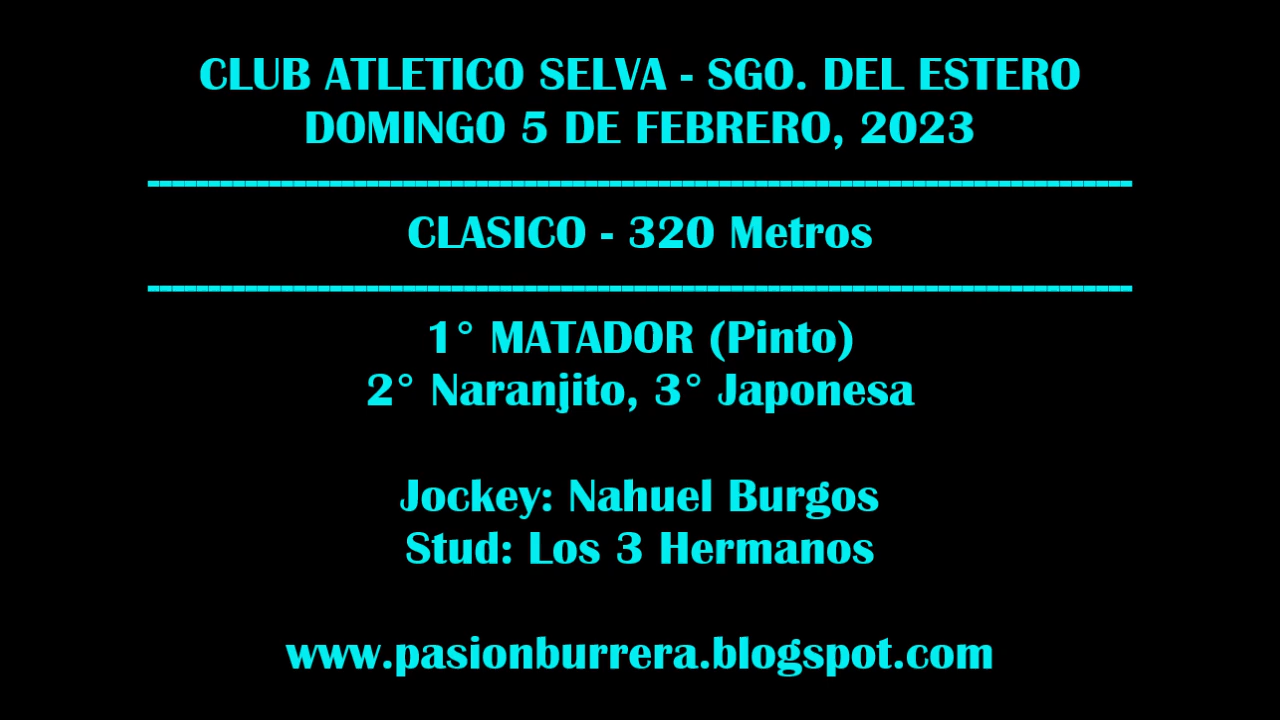 CLUB ATLETICO SELVA - SGO. DEL ESTERO
DOMINGO 5 DE FEBRERO, 2023
CLASICO - 320 Metros
1° MATADOR (Pinto)
2° Naranjito, 3° Japonesa
Jockey: Nahuel Burgos
Stud: Los 3 Hermanos
www.pasionburrera.blogspot.com